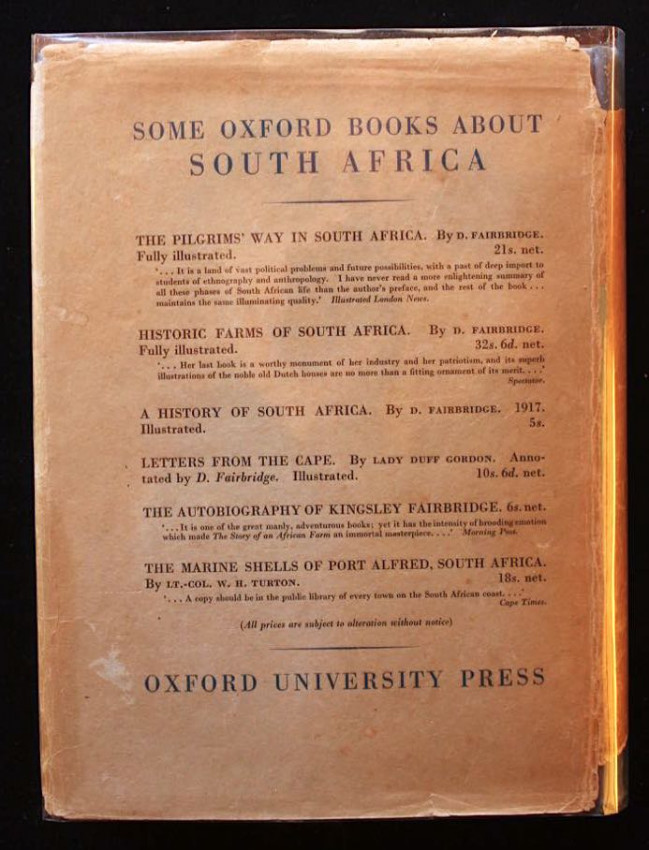 SOME OXFORD BOOKS ABOUT
SOUTH AFRICA
THE PILGRIMS' WAY IN SOUTH AFRICA. By D. FAIRBRIDGE.
Fully illustrated. 21s. net.
'. . . It is a land of vast political problems and future possibilities, with a past of deep import to
students of ethnography and anthropology. I have never read a more enlightening summary of
all these phases of South African life than the author's preface, and the rest of the book . . .
maintains the same illuminating quality.' Illustrated London News.
HISTORIC FARMS OF SOUTH AFRICA. By D. FAIRBRIDGE.
Fully illustrated. 32s. 6d. net.
'. . . Her last book is a worthy monument of her industry and her patriotism, and its superb
illustrations of the noble old Dutch houses are no more than a fitting ornament of its merit. . . .'
Spectator.
A HISTORY OF SOUTH AFRICA. By D. FAIRBRIDGE. 1917.
Illustrated. 5s.
LETTERS FROM THE CAPE. By LADY DUFF GORDON. Anno-
tated by D. Fairbridge. Illustrated. 10s. 6d. net.
THE AUTOBIOGRAPHY OF KINGSLEY FAIRBRIDGE. 6s. net.
'. . . It is one of the great manly, adventurous books; yet it has the intensity of brooding emotion
which made The Story of an African Farm an immortal masterpiece. . . .' Morning Post.
THE MARINE SHELLS OF PORT ALFRED, SOUTH AFRICA.
By LT.-COL. W. H. TURTON. 18s. net.
'. . . A copy should be in the public library of every town on the South African coast. . . .'
Cape Times.
(All prices are subject to alteration without notice)
OXFORD UNIVERSITY PRESS